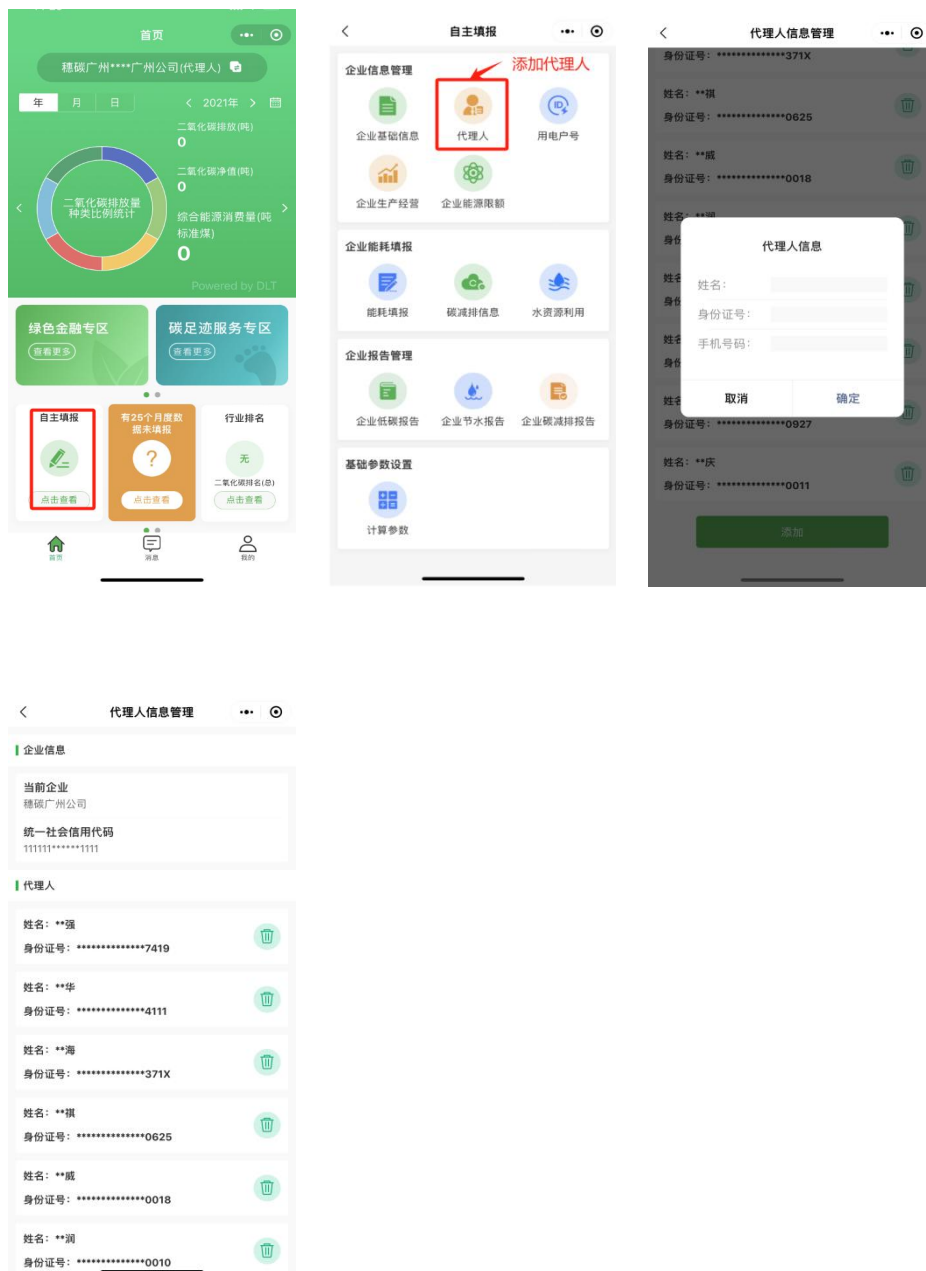 首页
穗碳广州****广州公司(代理人)
年 月 日 2021年
二氧化碳排放(吨)
0
二氧化碳净值(吨)
0
二氧化碳排放量
种类比例统计
综合能源消费量(吨
标准煤)
0
Powered by DLT
绿色金融专区
查看更多
碳足迹服务专区
查看更多
自主填报
点击查看
有25个月度数
据未填报
?
点击查看
行业排名
无
二氧化碳排名(总)
点击查看
首页 消息 我的
自主填报
添加代理人
企业信息管理
企业基础信息 代理人 用电户号
企业生产经营 企业能源限额
企业能耗填报
能耗填报 碳减排信息 水资源利用
企业报告管理
企业低碳报告 企业节水报告 企业碳减排报告
基础参数设置
计算参数
代理人信息管理
身份证号: **************371X
姓名: **祺
身份证号: **************0625
姓名: **威
身份证号: **************0018
姓名: **润
身份
代理人信息
姓名:
身份证号:
手机号码:
取消 确定
身份证号: **************0927
姓名: **庆
身份证号: **************0011
添加
代理人信息管理
企业信息
当前企业
穗碳广州公司
统一社会信用代码
111111******1111
代理人
姓名: **强
身份证号: **************7419
姓名: **华
身份证号: **************4111
姓名: **海
身份证号: **************371X
姓名: **祺
身份证号: **************0625
姓名: **威
身份证号: **************0018
姓名: **润
身份证号: **************0010